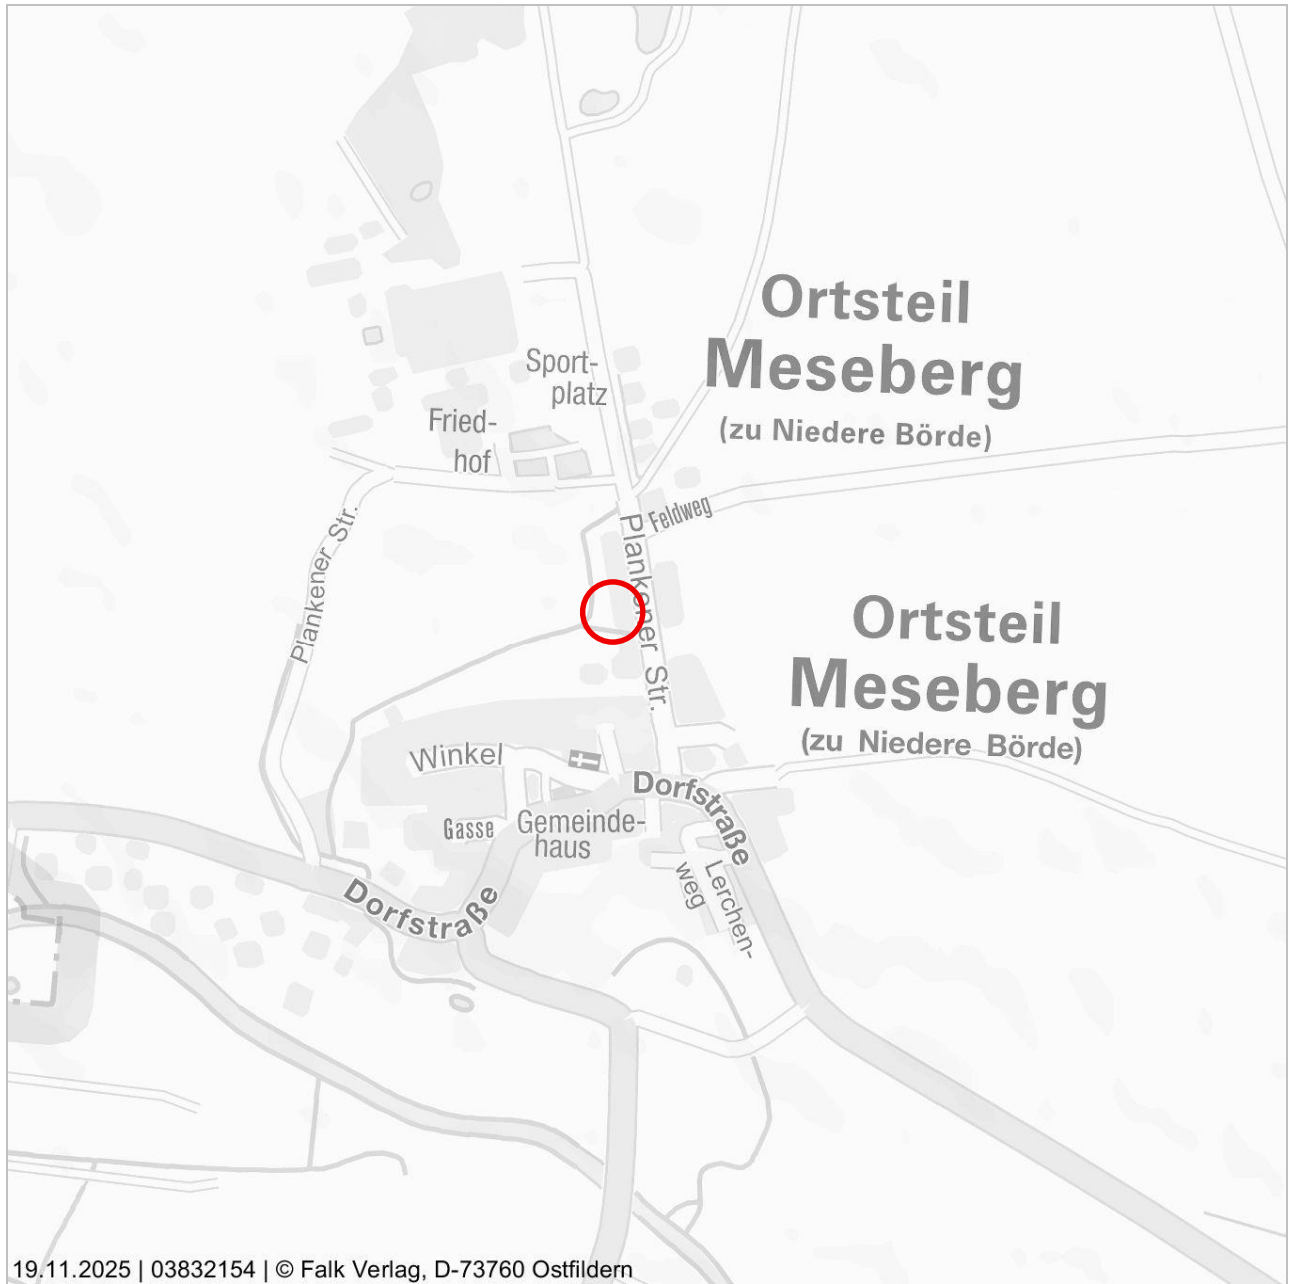 Ortsteil
Meseberg
(zu Niedere Börde)
Sport-
platz
Fried-
hof
Feldweg
Plankener Str.
Plankener Str.
Ortsteil
Meseberg
(zu Niedere Börde)
Winkel
Dorfstraße
Gasse
Gemeinde-
haus
Lerchen-
weg
Dorfstraße
19.11.2025 | 03832154 | © Falk Verlag, D-73760 Ostfildern